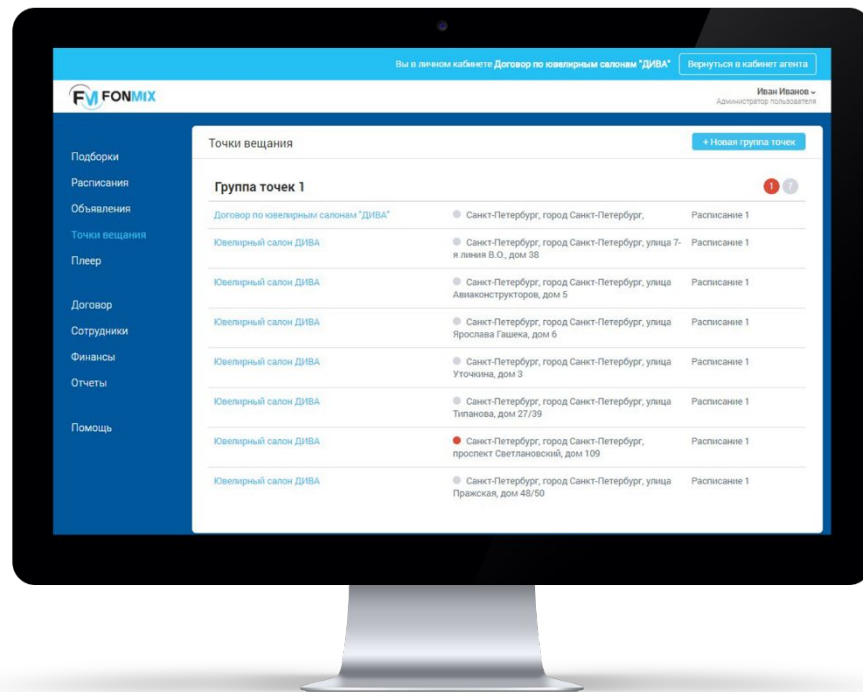 Вы в личном кабинете Договор по ювелирным салонам "ДИВА"
Вернуться в кабинет агента
FM FONMIX
Иван Иванов
Администратор пользователя
Подборки
Расписания
Объявления
Точки вещания
Плеер
Договор
Сотрудники
Финансы
Отчеты
Помощь
Точки вещания
+ Новая группа точек
Группа точек 1
1 7
Договор по ювелирным салонам "ДИВА"
Санкт-Петербург, город Санкт-Петербург,
Расписание 1
Ювелирный салон ДИВА
Санкт-Петербург, город Санкт-Петербург, улица 7-
я линия В.О., дом 38
Расписание 1
Ювелирный салон ДИВА
Санкт-Петербург, город Санкт-Петербург, улица
Авиаконструкторов, дом 5
Расписание 1
Ювелирный салон ДИВА
Санкт-Петербург, город Санкт-Петербург, улица
Ярослава Гашека, дом 6
Расписание 1
Ювелирный салон ДИВА
Санкт-Петербург, город Санкт-Петербург, улица
Уточкина, дом 3
Расписание 1
Ювелирный салон ДИВА
Санкт-Петербург, город Санкт-Петербург, улица
Типанова, дом 27/39
Расписание 1
Ювелирный салон ДИВА
Санкт-Петербург, город Санкт-Петербург,
проспект Светлановский, дом 109
Расписание 1
Ювелирный салон ДИВА
Санкт-Петербург, город Санкт-Петербург, улица
Пражская, дом 48/50
Расписание 1